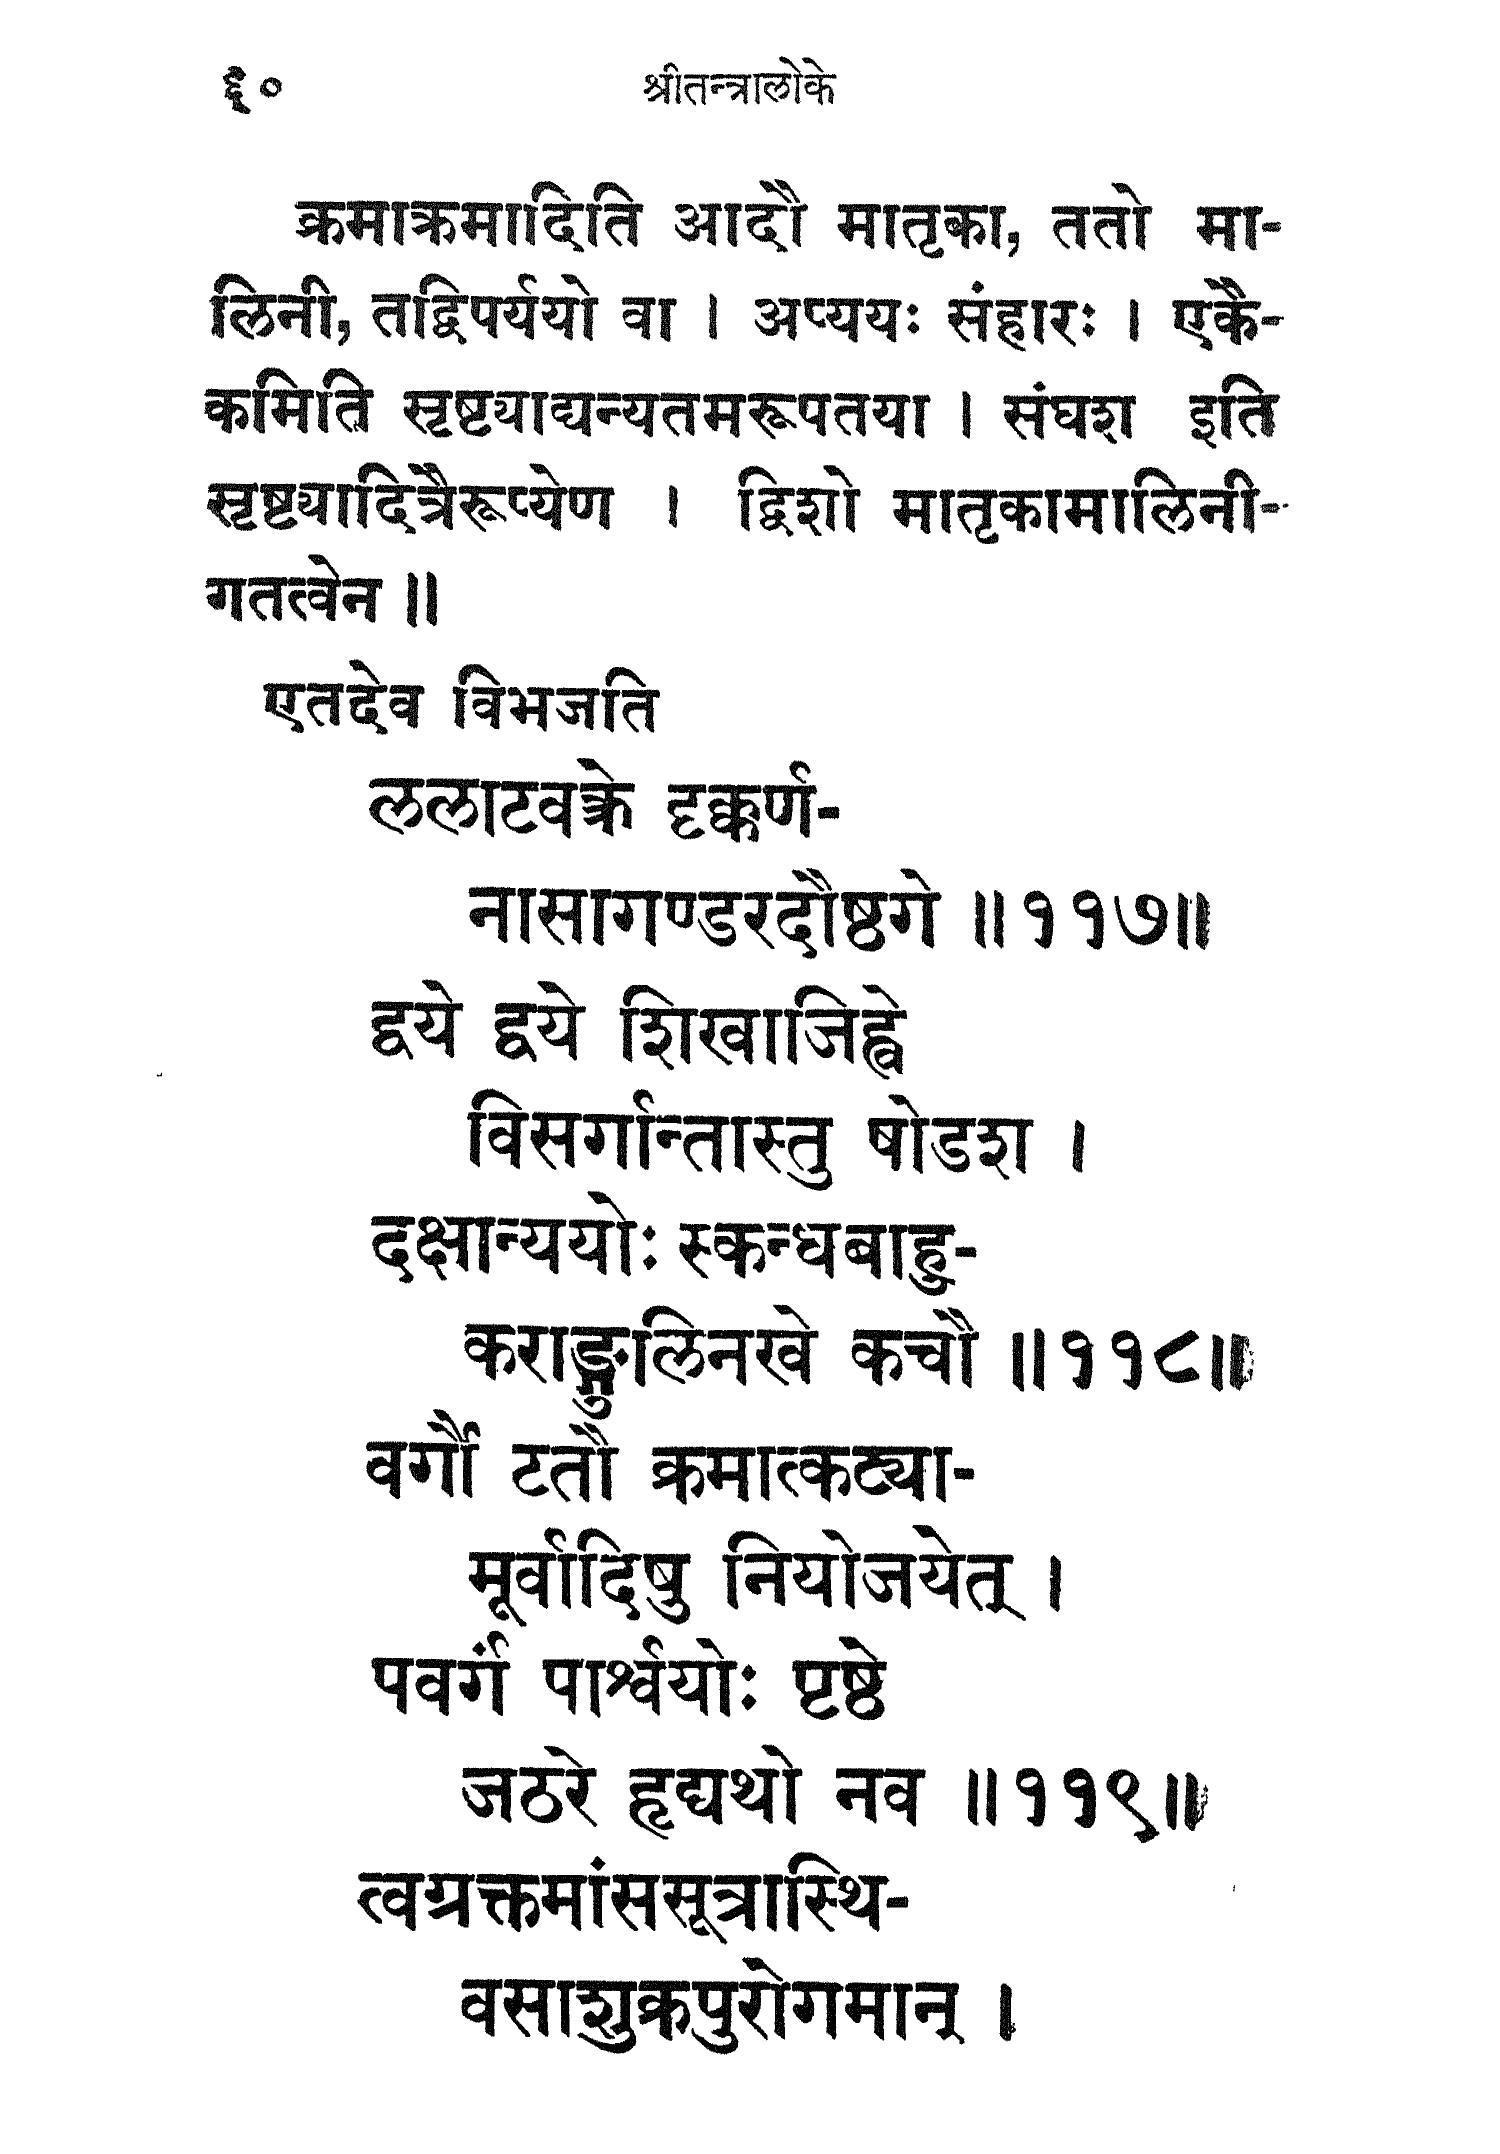 ६० श्रीतन्त्रालोके
क्रमाक्रमादिति आदौ मातृका, ततो मा-
लिनी, तद्विपर्ययो वा । अप्ययः संहारः । एकै-
कमिति सृष्ट्याद्यन्यतमरूपतया । संघश इति
सृष्ट्यादित्रैरूप्येण । द्विशो मातृकामालिनी-
गतत्वेन ॥
एतदेव विभजति
ललाटवक्त्रे दृक्कर्ण-
नासागण्डरदौष्ठगे ॥ ११७॥
द्वये द्वये शिखाजिह्वे
विसर्गान्तास्तु षोडश ।
दक्षान्ययोः स्कन्धबाहु-
कराङ्गुलिनखे कचौ ॥ ११८॥
वर्गौ टतौ क्रमात्कट्या-
मूर्वादिषु नियोजयेत् ।
पवर्गं पार्श्वयोः पृष्ठे
जठरे हृद्यथो नव ॥ ११९॥
त्वग्रक्तमांससूत्रास्थि-
वसाशुक्रपुरोगमान् ।